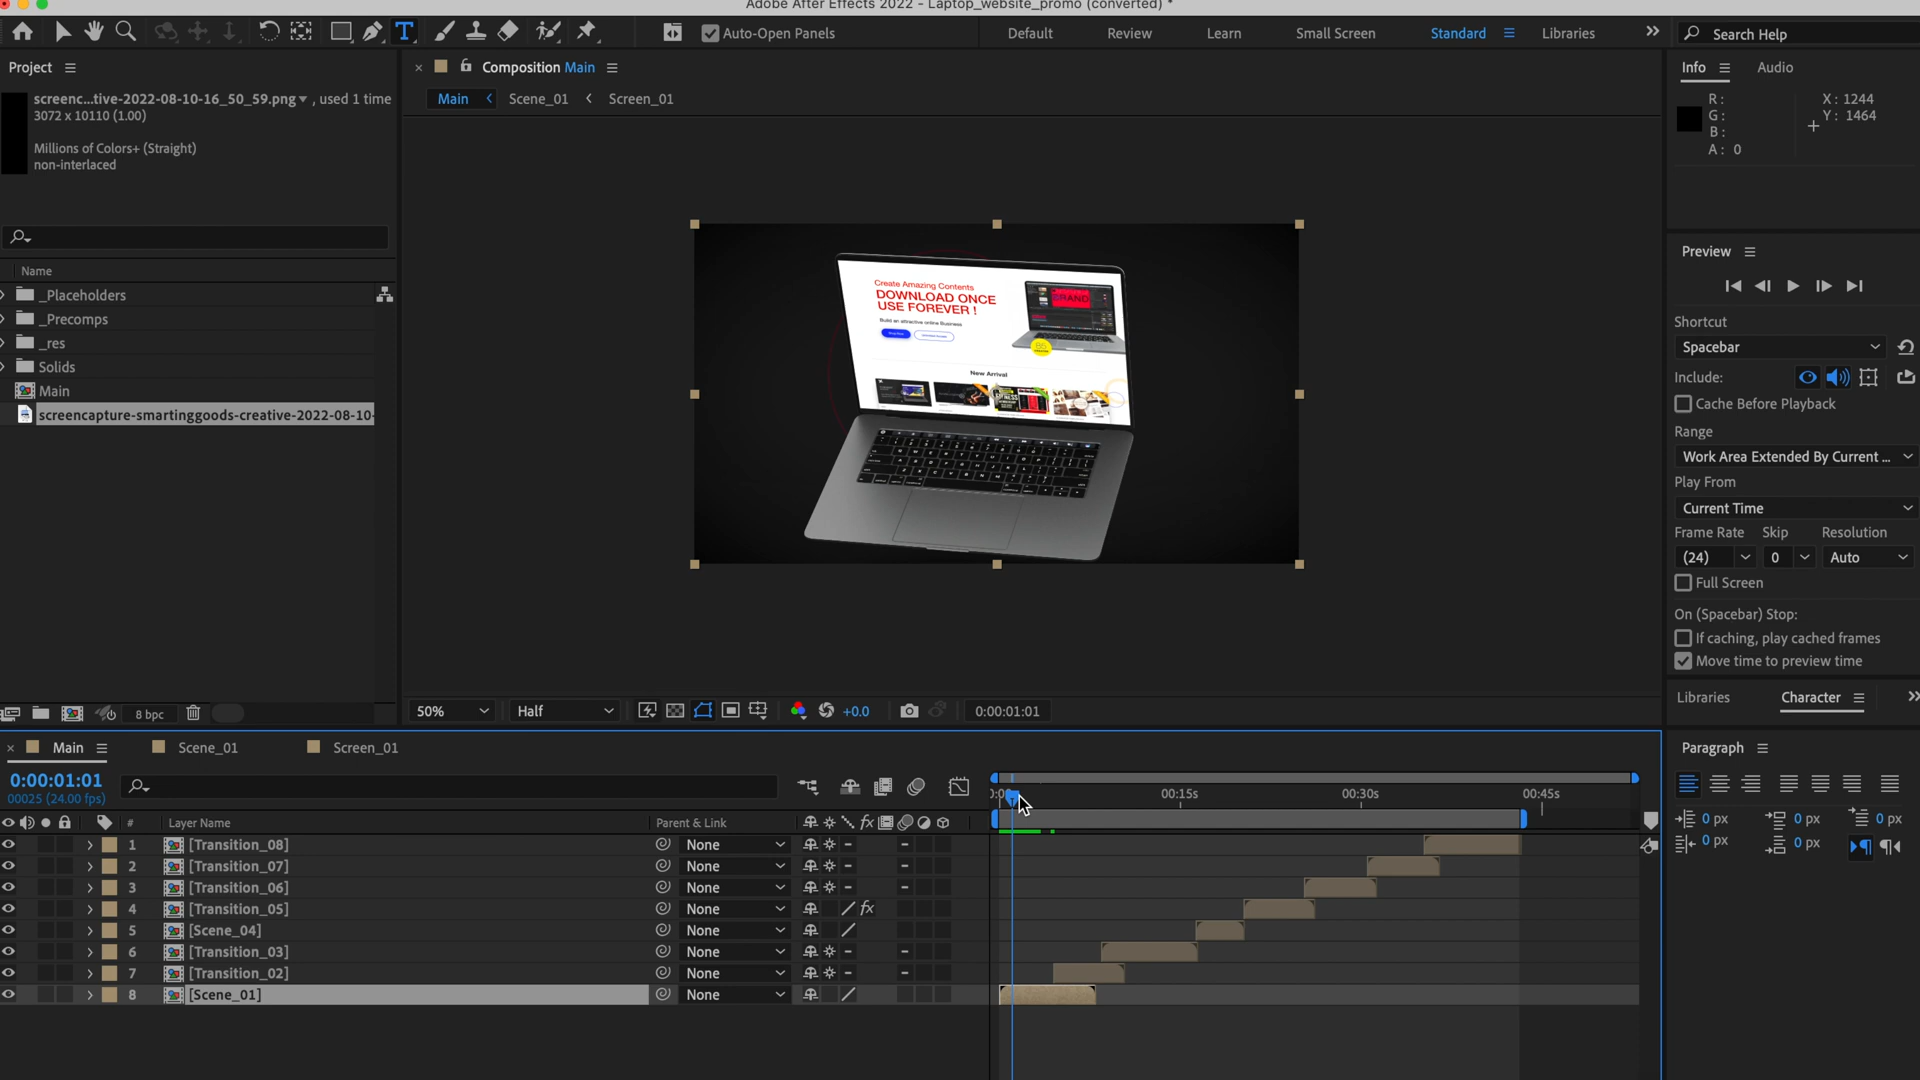 Adobe After Effects 2022 - Laptop_website_promo (converted) *
Auto-Open Panels
Default
Review
Learn
Small Screen
Standard
Libraries
Search Help
Project
screenc...tive-2022-08-10-16_50_59.png , used 1 time
3072 x 10110 (1.00)
Millions of Colors+ (Straight)
non-interlaced
Name
_Placeholders
_Precomps
_res
Solids
Main
screencapture-smartinggoods-creative-2022-08-10-
8 bpc
Composition Main
Main
Scene_01
Screen_01
Create Amazing Contents
DOWNLOAD ONCE
USE FOREVER !
Build an attractive online Business
New Arrival
50%
Half
+0.0
0:00:01:01
Info
Audio
R :
G :
B :
A : 0
X : 1244
Y : 1464
Preview
Shortcut
Spacebar
Include:
Cache Before Playback
Range
Work Area Extended By Current ...
Play From
Current Time
Frame Rate
Skip
Resolution
(24)
0
Auto
Full Screen
On (Spacebar) Stop:
If caching, play cached frames
Move time to preview time
Libraries
Character
Paragraph
0 px
0 px
0 px
0 px
0 px
Main
Scene_01
Screen_01
0:00:01:01
00025 (24.00 fps)
00:15s
00:30s
00:45s
#
Layer Name
Parent & Link
fx
1 [Transition_08] None
2 [Transition_07] None
3 [Transition_06] None
4 [Transition_05] None fx
5 [Scene_04] None
6 [Transition_03] None
7 [Transition_02] None
8 [Scene_01] None